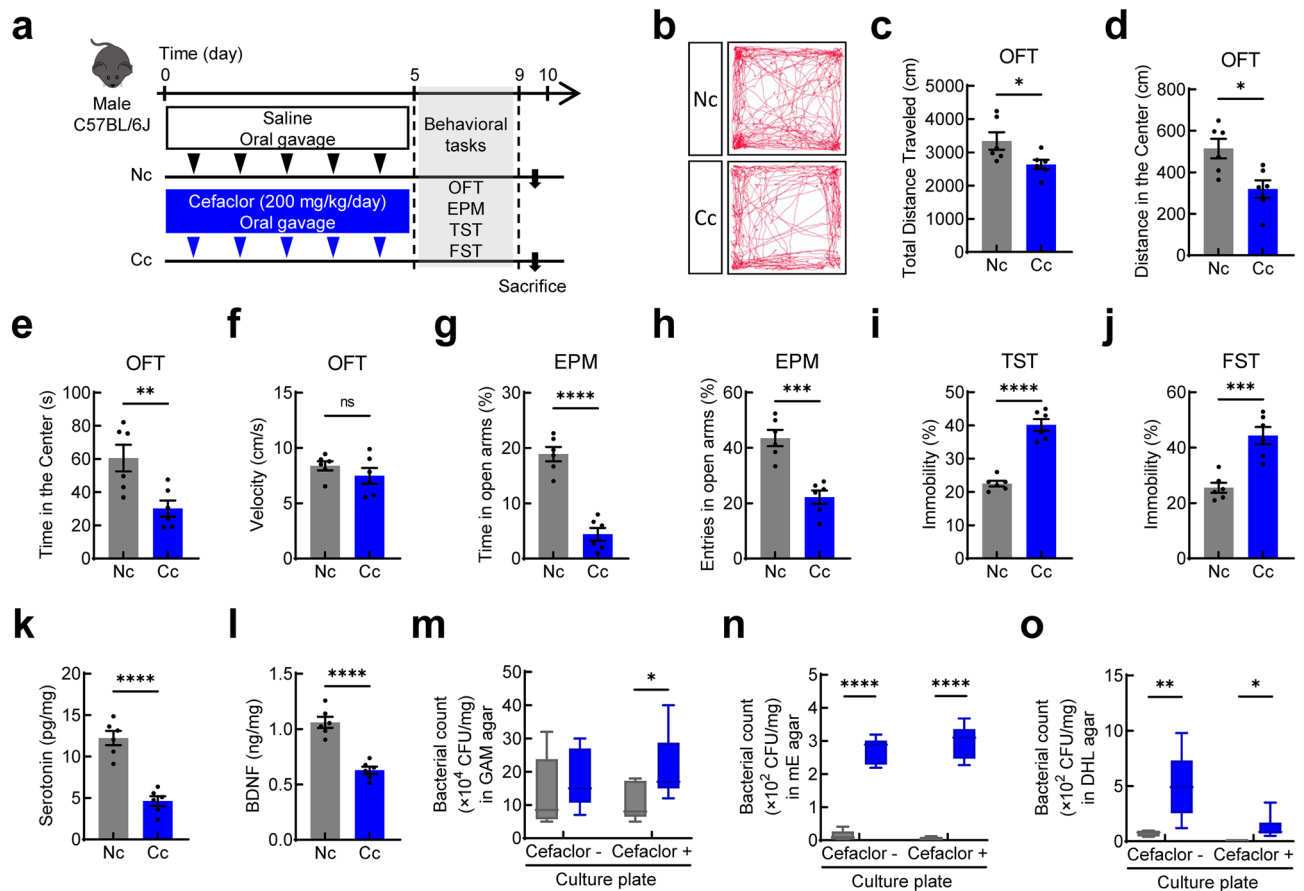 a
Time (day)
0
5
9
10
Male
C57BL/6J
Saline
Oral gavage
Behavioral
tasks
Nc
OFT
EPM
TST
FST
Cefaclor (200 mg/kg/day)
Oral gavage
Cc
Sacrifice
b
Nc
Cc
c
OFT
Total Distance Traveled (cm)
5000
4000
3000
2000
1000
0
*
Nc
Cc
d
OFT
Distance in the Center (cm)
800
600
400
200
0
*
Nc
Cc
e
OFT
Time in the Center (s)
100
80
60
40
20
0
**
Nc
Cc
f
OFT
Velocity (cm/s)
15
10
5
0
ns
Nc
Cc
g
EPM
Time in open arms (%)
30
20
10
0
****
Nc
Cc
h
EPM
Entries in open arms (%)
60
40
20
0
***
Nc
Cc
i
TST
Immobility (%)
50
40
30
20
10
0
****
Nc
Cc
j
FST
Immobility (%)
60
40
20
0
***
Nc
Cc
k
Serotonin (pg/mg)
20
15
10
5
0
****
Nc
Cc
l
BDNF (ng/mg)
1.5
1.0
0.5
0.0
****
Nc
Cc
m
Bacterial count
(×10⁴ CFU/mg)
in GAM agar
50
40
30
20
10
0
*
Cefaclor -
Cefaclor +
Culture plate
n
Bacterial count
(×10² CFU/mg)
in mE agar
5
4
3
2
1
0
****
****
Cefaclor -
Cefaclor +
Culture plate
o
Bacterial count
(×10² CFU/mg)
in DHL agar
15
10
5
0
**
*
Cefaclor -
Cefaclor +
Culture plate